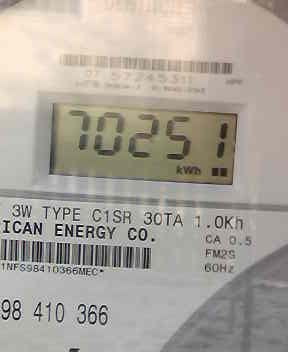 70251
kWh
3W TYPE C1SR 30TA 1.0Kh
ICAN ENERGY CO.
CA 0.5
FM2S
60Hz
1NFS98410366MEC*
98 410 366